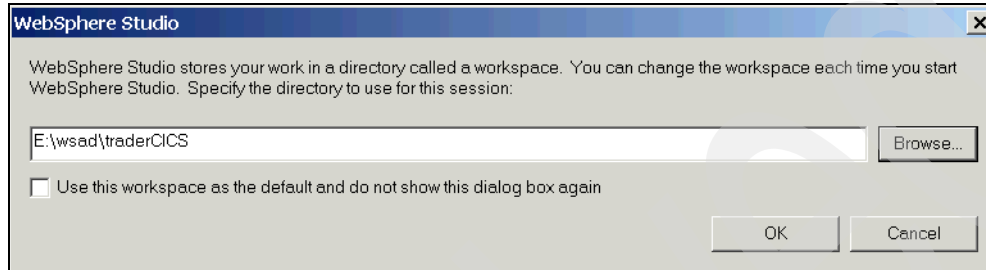 WebSphere Studio
WebSphere Studio stores your work in a directory called a workspace. You can change the workspace each time you start
WebSphere Studio. Specify the directory to use for this session:
E:\wsad\traderCICS
Browse...
Use this workspace as the default and do not show this dialog box again
OK
Cancel